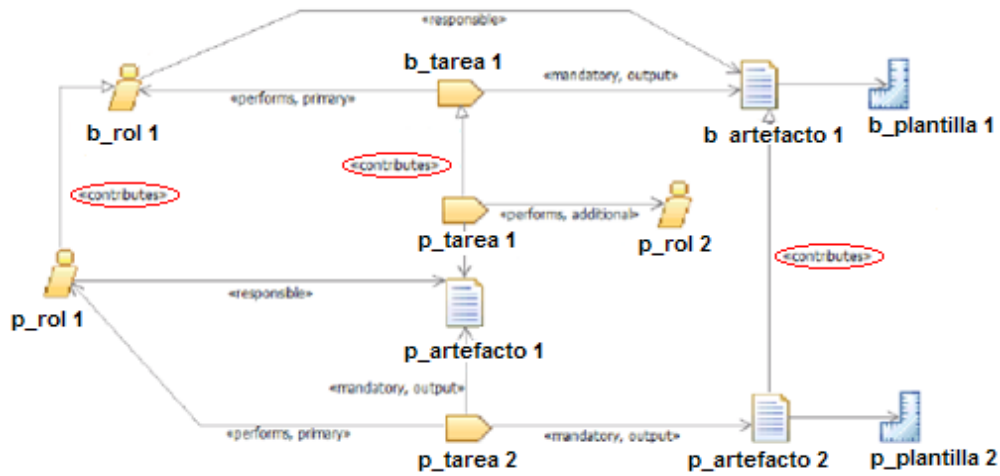 «responsible»
b_tarea 1
«mandatory, output»
«performs, primary»
b_rol 1
b_artefacto 1
b_plantilla 1
«contributes»
«contributes»
«performs, additional»
p_tarea 1
p_rol 2
«contributes»
«responsible»
p_rol 1
p_artefacto 1
«mandatory, output»
«performs, primary»
«mandatory, output»
p_tarea 2
p_artefacto 2
p_plantilla 2